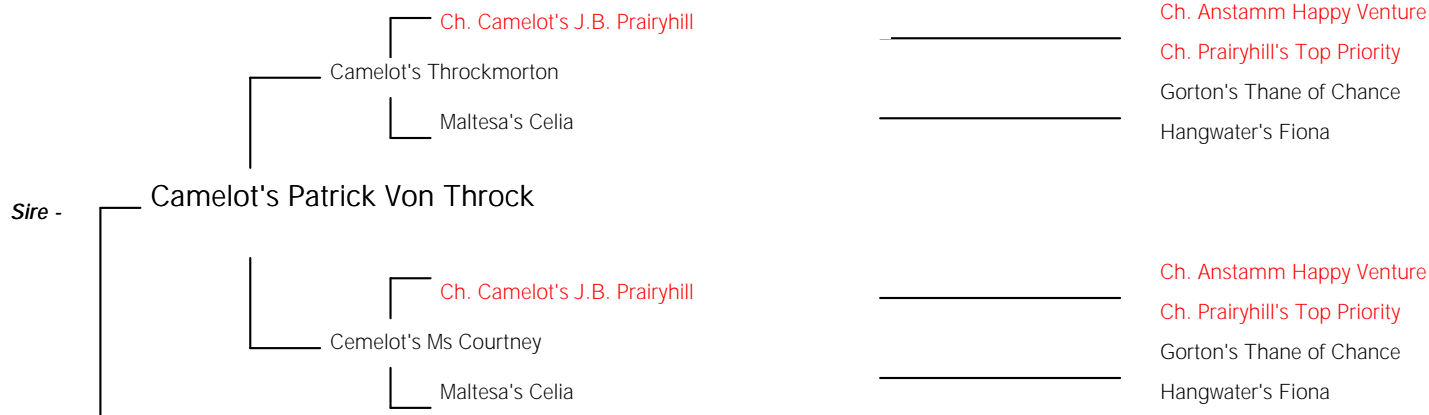 Ch. Anstamm Happy Venture
Ch. Camelot's J.B. Prairyhill
Ch. Prairyhill's Top Priority
Camelot's Throckmorton
Gorton's Thane of Chance
Maltesa's Celia
Hangwater's Fiona
Camelot's Patrick Von Throck
Sire -
Ch. Anstamm Happy Venture
Ch. Camelot's J.B. Prairyhill
Ch. Prairyhill's Top Priority
Cemelot's Ms Courtney
Gorton's Thane of Chance
Maltesa's Celia
Hangwater's Fiona